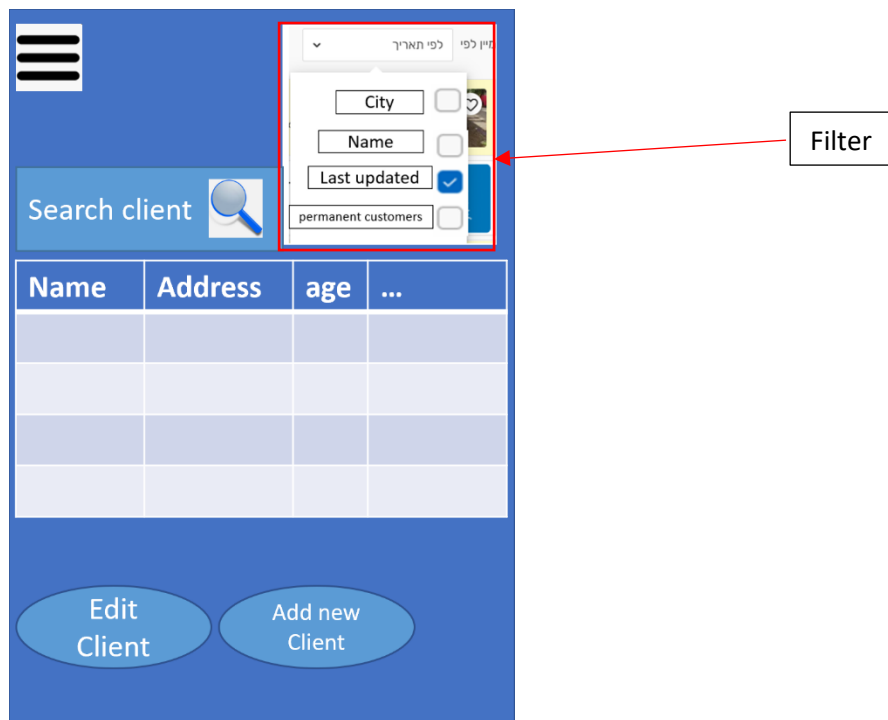 מיין לפי
לפי תאריך
City
Name
Last updated
permanent customers
Filter
Search client
Name Address age ...
Edit
Client
Add new
Client